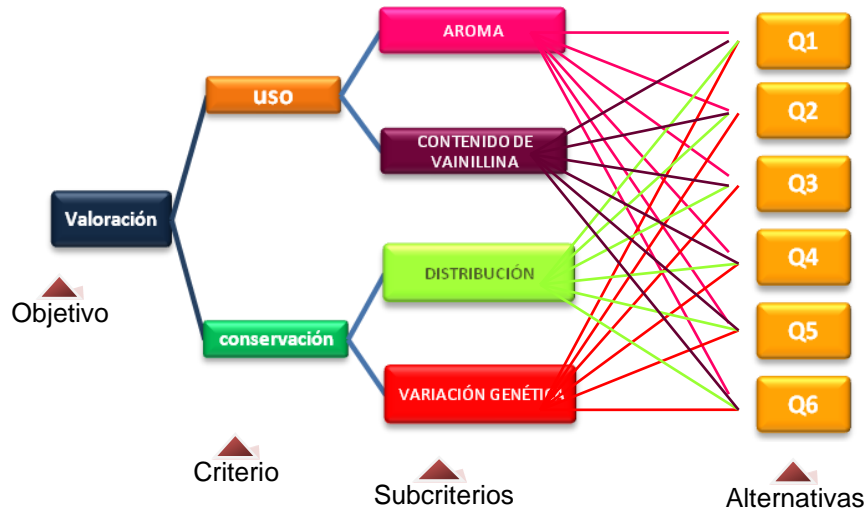 AROMA
Q1
uso
Q2
CONTENIDO DE
VAINILLINA
Q3
Valoración
Q4
DISTRIBUCIÓN
Objetivo
conservación
Q5
VARIACIÓN GENÉTICA
Q6
Criterio
Subcriterios
Alternativas